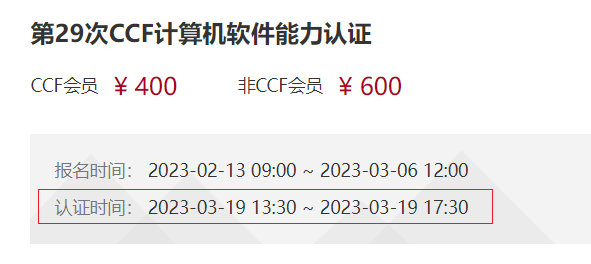 第29次CCF计算机软件能力认证
CCF会员 ¥ 400 非CCF会员 ¥ 600
报名时间： 2023-02-13 09:00 ~ 2023-03-06 12:00
认证时间： 2023-03-19 13:30 ~ 2023-03-19 17:30